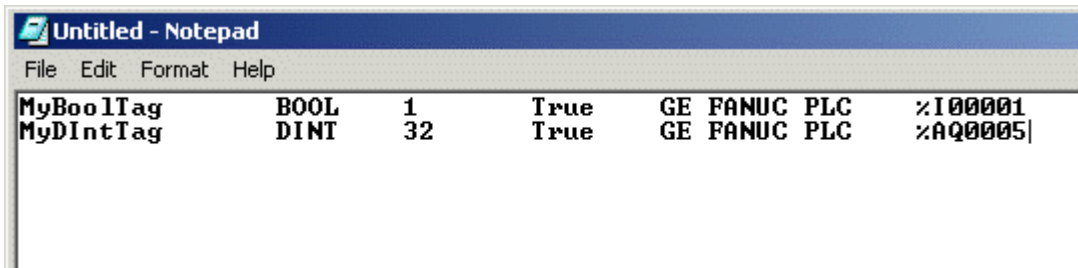 Untitled - Notepad
File Edit Format Help
MyBoolTag BOOL 1 True GE FANUC PLC %I00001
MyDIntTag DINT 32 True GE FANUC PLC %AQ0005